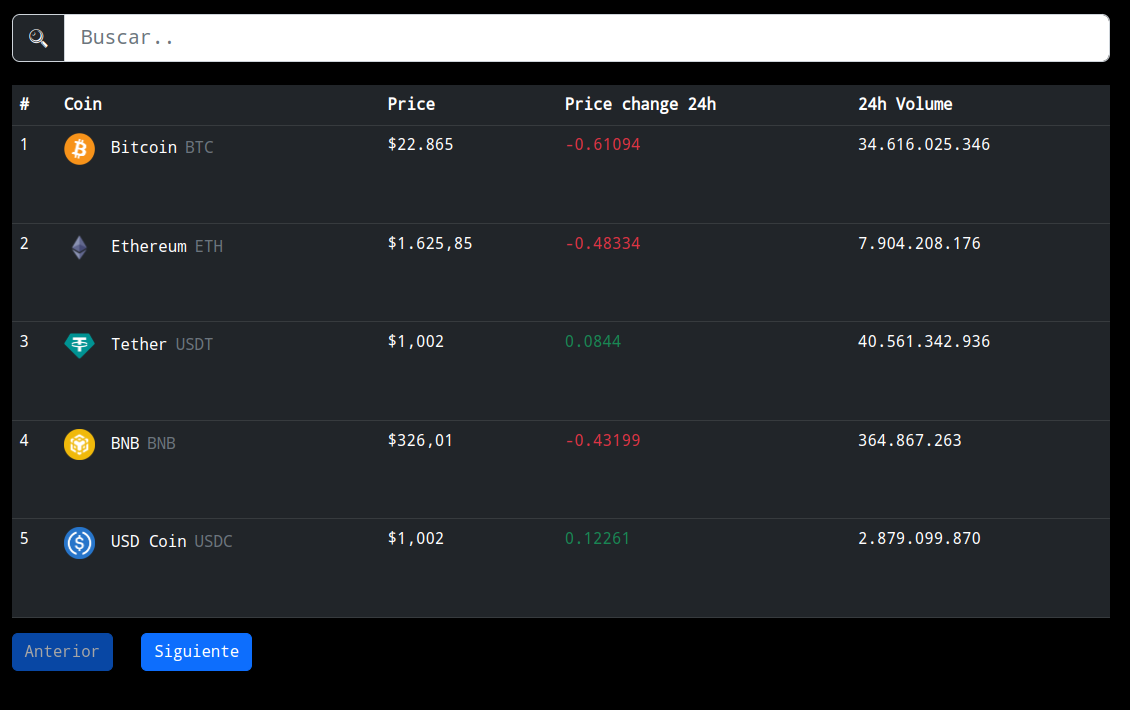 Buscar..
# Coin Price Price change 24h 24h Volume
1 Bitcoin BTC $22.865 -0.61094 34.616.025.346
2 Ethereum ETH $1.625,85 -0.48334 7.904.208.176
3 Tether USDT $1,002 0.0844 40.561.342.936
4 BNB BNB $326,01 -0.43199 364.867.263
5 USD Coin USDC $1,002 0.12261 2.879.099.870
Anterior Siguiente